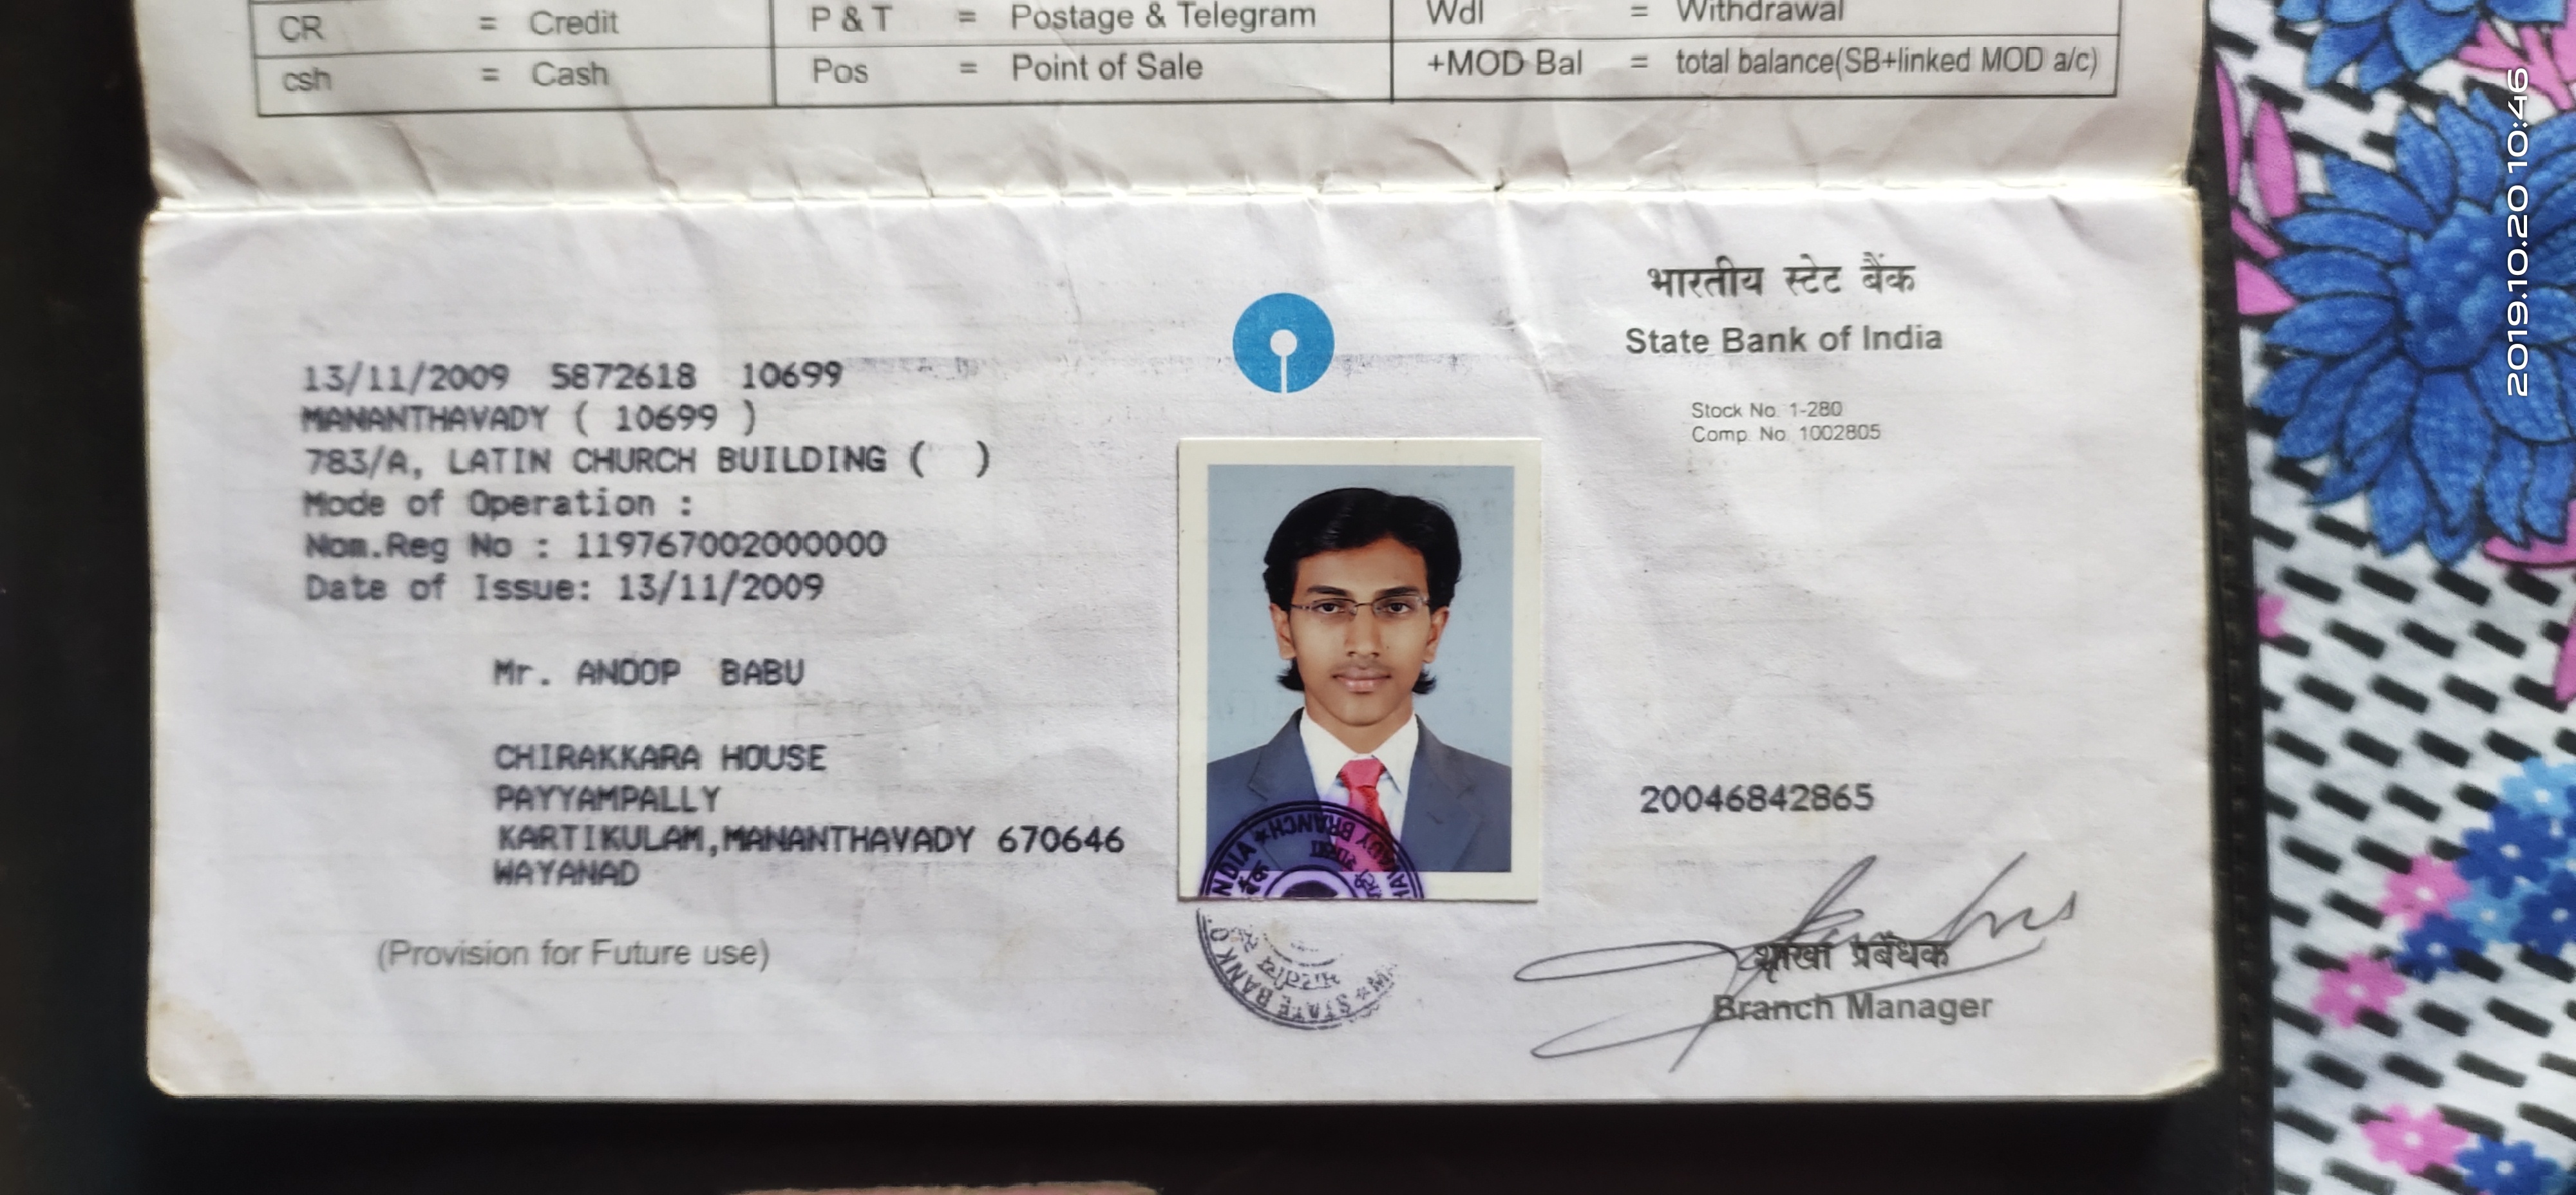 CR = Credit P & T = Postage & Telegram Wdl = Withdrawal
csh = Cash Pos = Point of Sale +MOD Bal = total balance(SB+linked MOD a/c)
भारतीय स्टेट बैंक
State Bank of India
13/11/2009 5872618 10699
MANANTHAVADY ( 10699 )
783/A, LATIN CHURCH BUILDING ( )
Mode of Operation :
Nom.Reg No : 1197670020000000
Date of Issue: 13/11/2009
Stock No. 1-280
Comp. No. 1002805
Mr. ANOOP BABU
CHIRAKKARA HOUSE
PAYYAMPALLY
KARTIKULAM,MANANTHAVADY 670646
WAYANAD
20046842865
(Provision for Future use)
शाखा प्रबंधक
Branch Manager
STATE BANK OF INDIA
भारतीय
बैंक
शाखा
BRANCH
2019.10.20 10:46